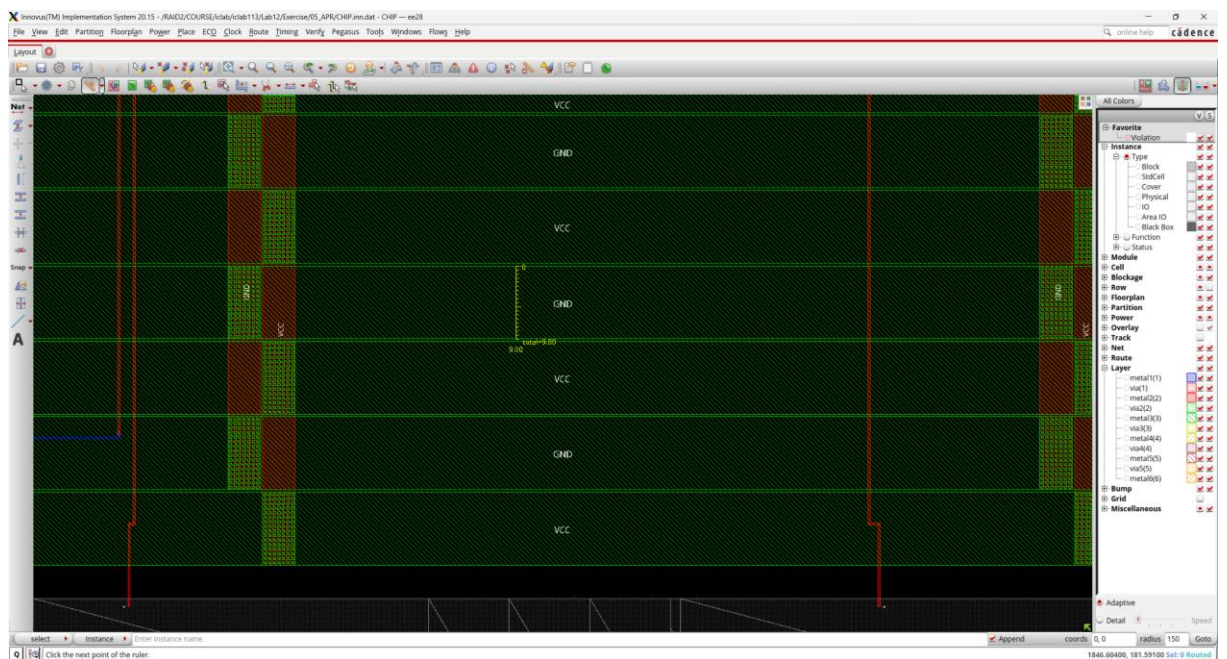 Innovus(TM) Implementation System 20.15 - /RAID2/COURSE/iclab/iclab113/Lab12/Exercise/05_APR/CHIP.inn.dat - CHIP — ee28
File View Edit Partition Floorplan Power Place ECO Clock Route Timing Verify Pegasus Tools Windows Flows Help
online help
cādence
Layout
Net
Snap
A
VCC
GND
VCC
GND
GND
GND
VCC
VCC
0
total=9.00
9.00
VCC
GND
VCC
All Colors
V S
Favorite
Violation
Instance
Type
Block
StdCell
Cover
Physical
IO
Area IO
Black Box
Function
Status
Module
Cell
Blockage
Row
Floorplan
Partition
Power
Overlay
Track
Net
Route
Layer
metal1(1)
via(1)
metal2(2)
via2(2)
metal3(3)
via3(3)
metal4(4)
via4(4)
metal5(5)
via5(5)
metal6(6)
Bump
Grid
Miscellaneous
Adaptive
Detail Speed
select Instance Enter Instance name. Append coords 0, 0 radius 150 Goto
Q Click the next point of the ruler. 1846.60400, 181.59100 Sel: 0 Routed